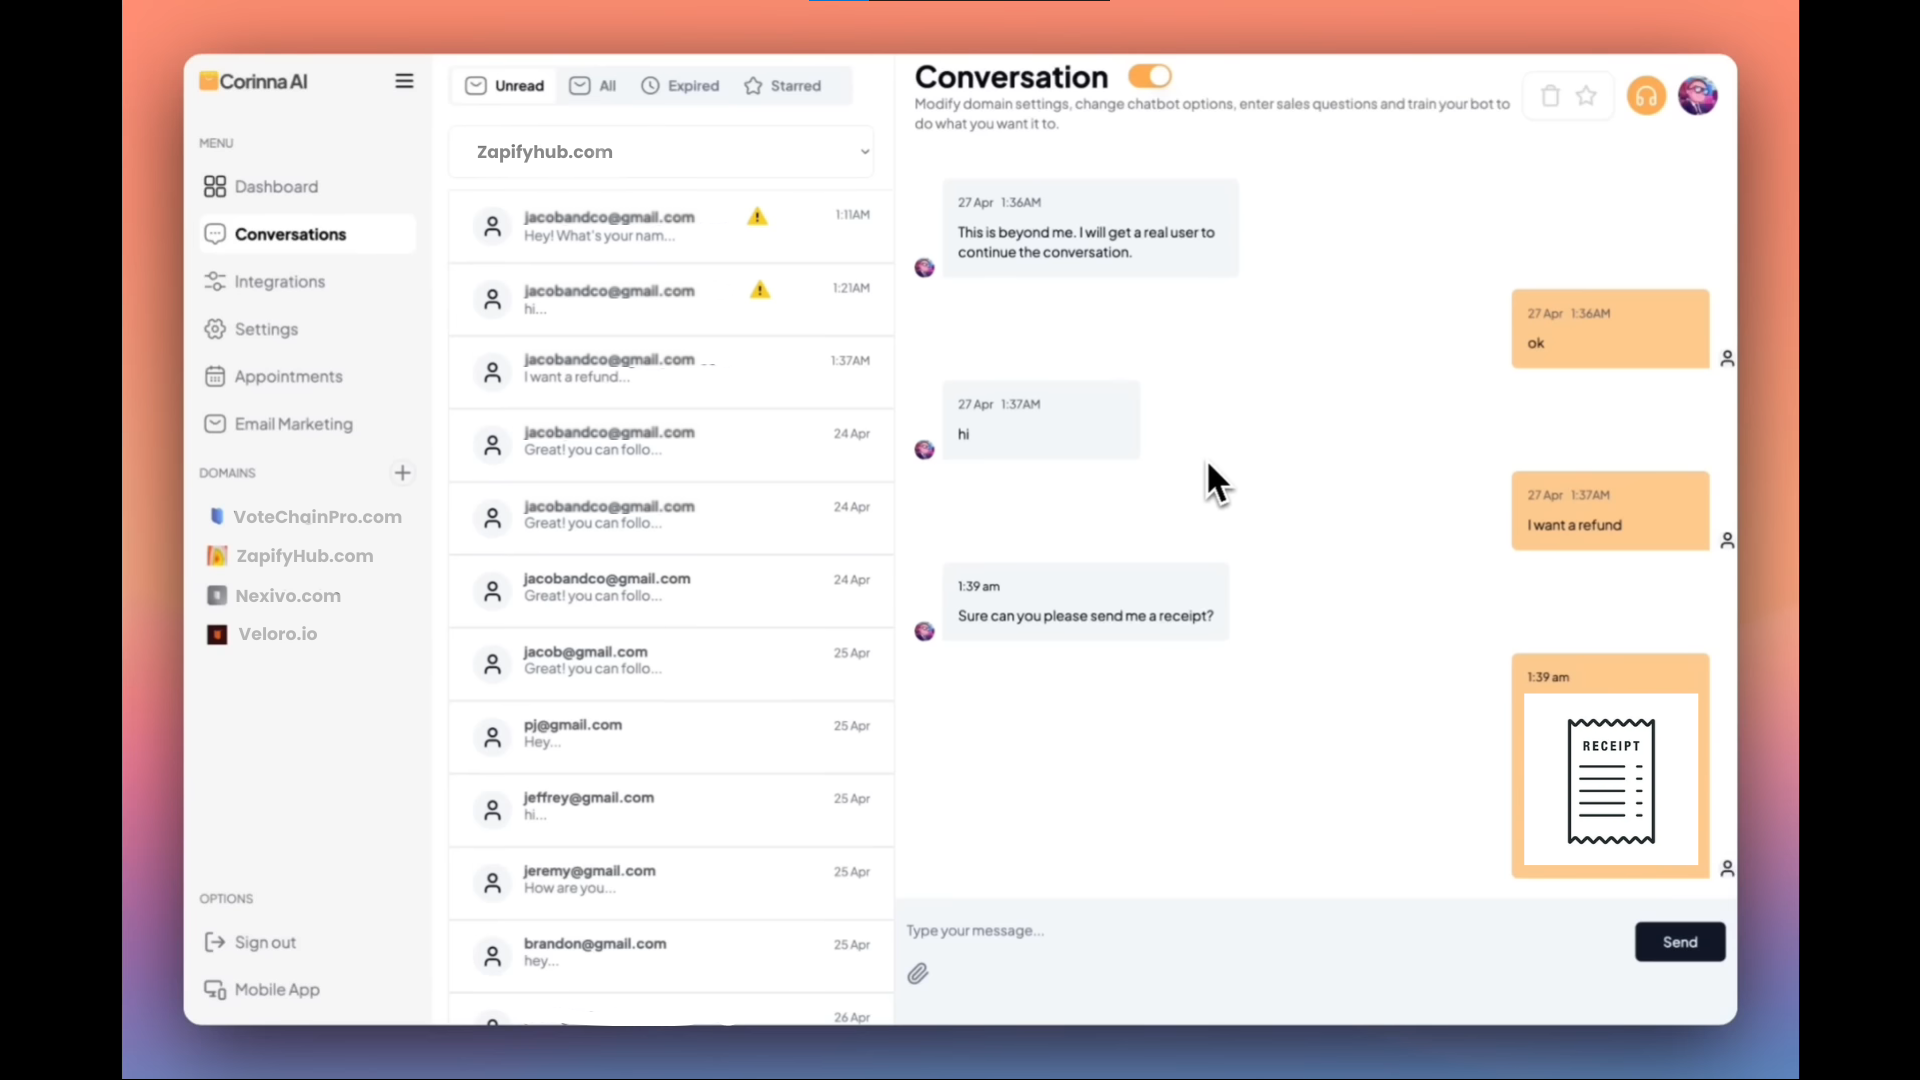 Corinna AI
MENU
Dashboard
Conversations
Integrations
Settings
Appointments
Email Marketing
DOMAINS
VoteChainPro.com
ZapifyHub.com
Nexivo.com
Veloro.io
OPTIONS
Sign out
Mobile App
Unread
All
Expired
Starred
Zapifyhub.com
jacobandco@gmail.com
1:11AM
Hey! What's your nam...
jacobandco@gmail.com
1:21AM
hi...
jacobandco@gmail.com
1:37AM
I want a refund...
jacobandco@gmail.com
24 Apr
Great! you can follo...
jacobandco@gmail.com
24 Apr
Great! you can follo...
jacobandco@gmail.com
24 Apr
Great! you can follo...
jacob@gmail.com
25 Apr
Great! you can follo...
pj@gmail.com
25 Apr
Hey...
jeffrey@gmail.com
25 Apr
hi...
jeremy@gmail.com
25 Apr
How are you...
brandon@gmail.com
25 Apr
hey...
26 Apr
Conversation
Modify domain settings, change chatbot options, enter sales questions and train your bot to
do what you want it to.
27 Apr 1:36AM
This is beyond me. I will get a real user to
continue the conversation.
27 Apr 1:36AM
ok
27 Apr 1:37AM
hi
27 Apr 1:37AM
I want a refund
1:39 am
Sure can you please send me a receipt?
1:39 am
RECEIPT
Type your message...
Send